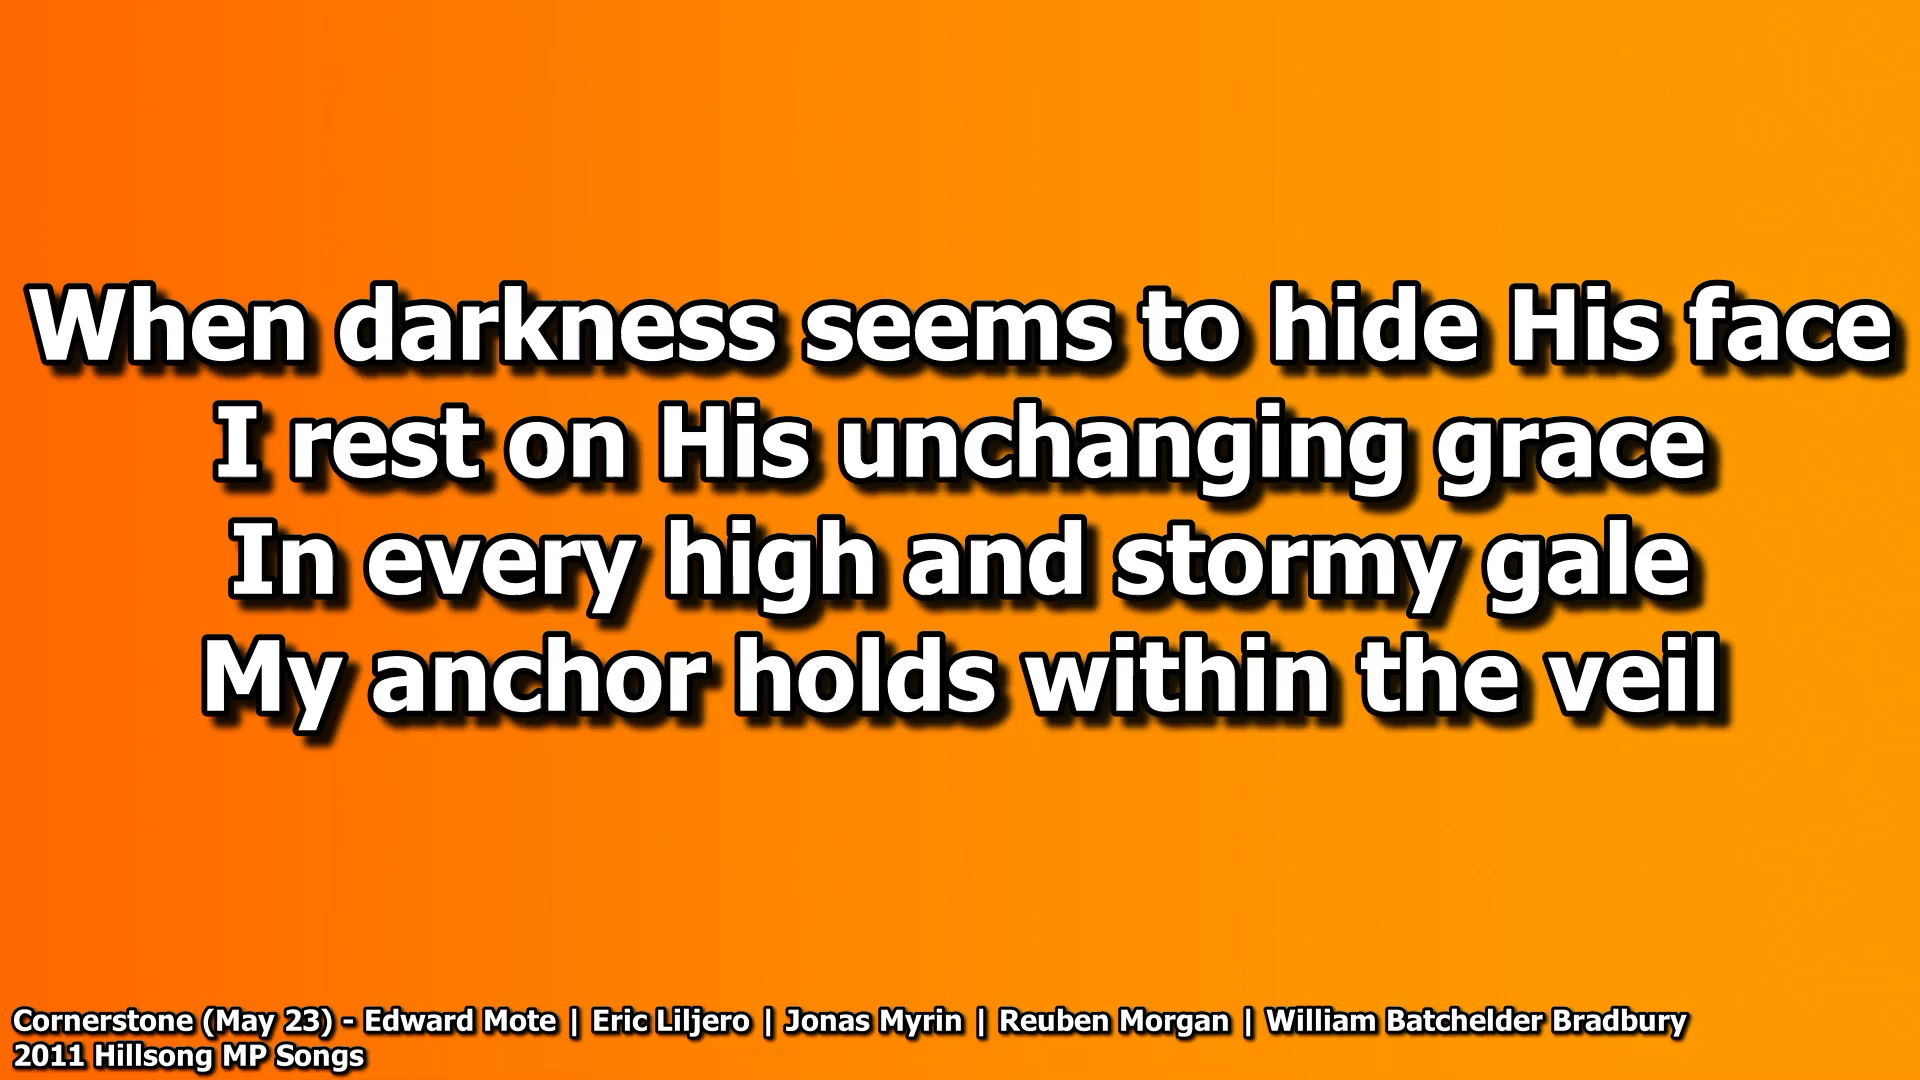 When darkness seems to hide His face
I rest on His unchanging grace
In every high and stormy gale
My anchor holds within the veil
Cornerstone (May 23) - Edward Mote | Eric Liljero | Jonas Myrin | Reuben Morgan | William Batchelder Bradbury
2011 Hillsong MP Songs